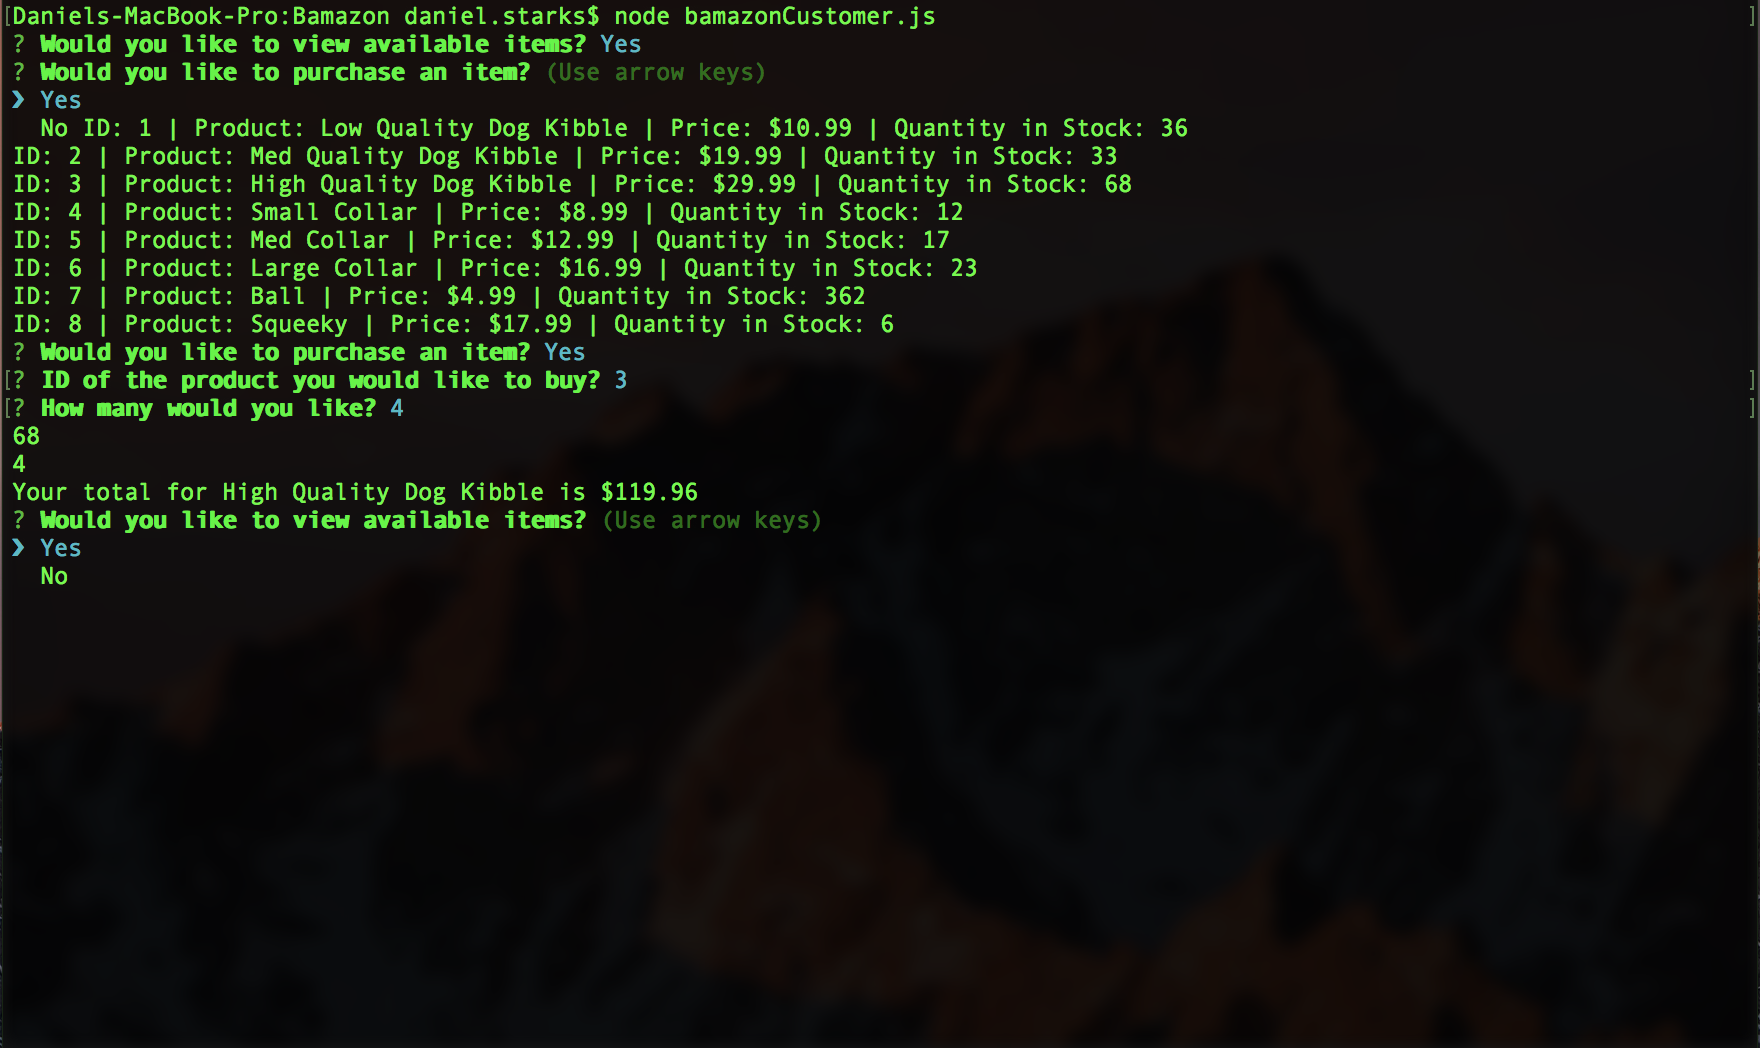 [Daniels-MacBook-Pro:Bamazon daniel.starks$ node bamazonCustomer.js ]
? Would you like to view available items? Yes
? Would you like to purchase an item? (Use arrow keys)
❯ Yes
  No ID: 1 | Product: Low Quality Dog Kibble | Price: $10.99 | Quantity in Stock: 36
ID: 2 | Product: Med Quality Dog Kibble | Price: $19.99 | Quantity in Stock: 33
ID: 3 | Product: High Quality Dog Kibble | Price: $29.99 | Quantity in Stock: 68
ID: 4 | Product: Small Collar | Price: $8.99 | Quantity in Stock: 12
ID: 5 | Product: Med Collar | Price: $12.99 | Quantity in Stock: 17
ID: 6 | Product: Large Collar | Price: $16.99 | Quantity in Stock: 23
ID: 7 | Product: Ball | Price: $4.99 | Quantity in Stock: 362
ID: 8 | Product: Squeeky | Price: $17.99 | Quantity in Stock: 6
? Would you like to purchase an item? Yes
[? ID of the product you would like to buy? 3 ]
[? How many would you like? 4 ]
68
4
Your total for High Quality Dog Kibble is $119.96
? Would you like to view available items? (Use arrow keys)
❯ Yes
  No